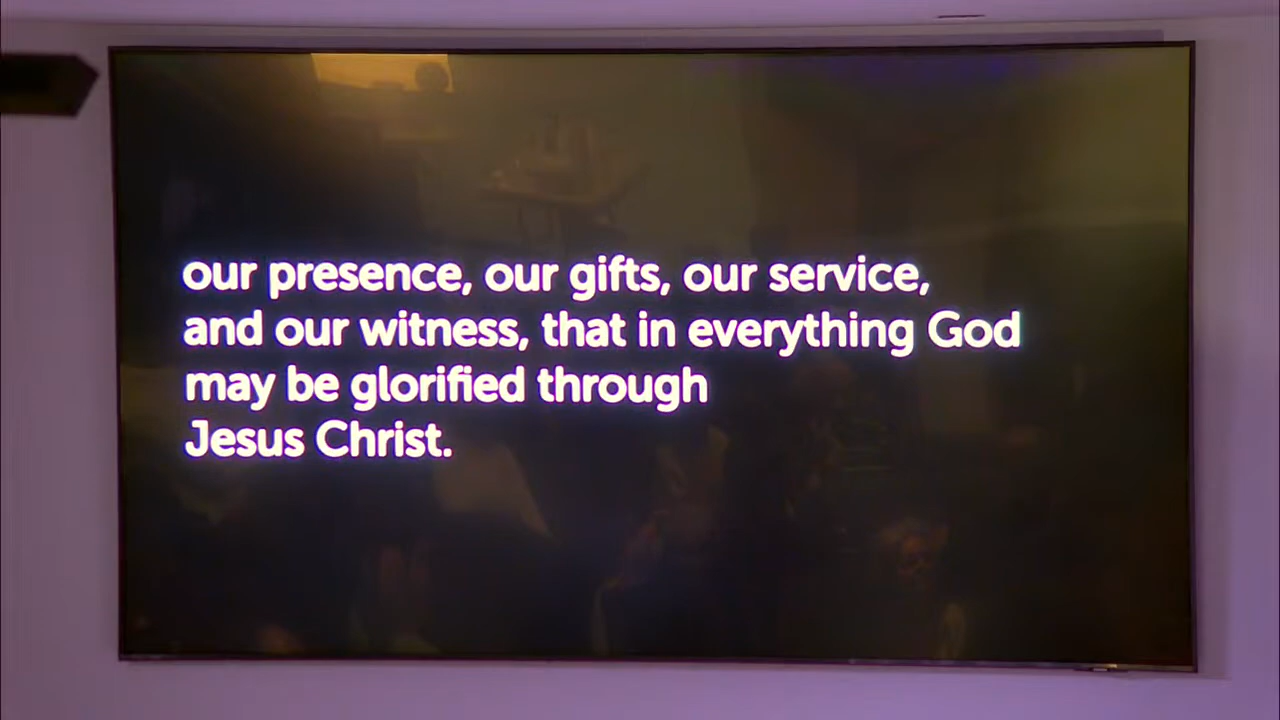 our presence, our gifts, our service,
and our witness, that in everything God
may be glorified through
Jesus Christ.